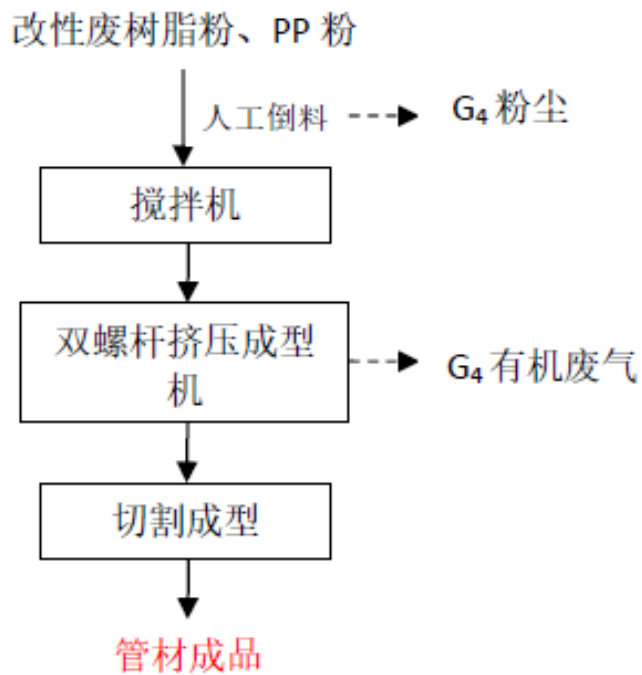 改性废树脂粉、PP 粉
人工倒料
G₄ 粉尘
搅拌机
双螺杆挤压成型
机
G₄ 有机废气
切割成型
管材成品